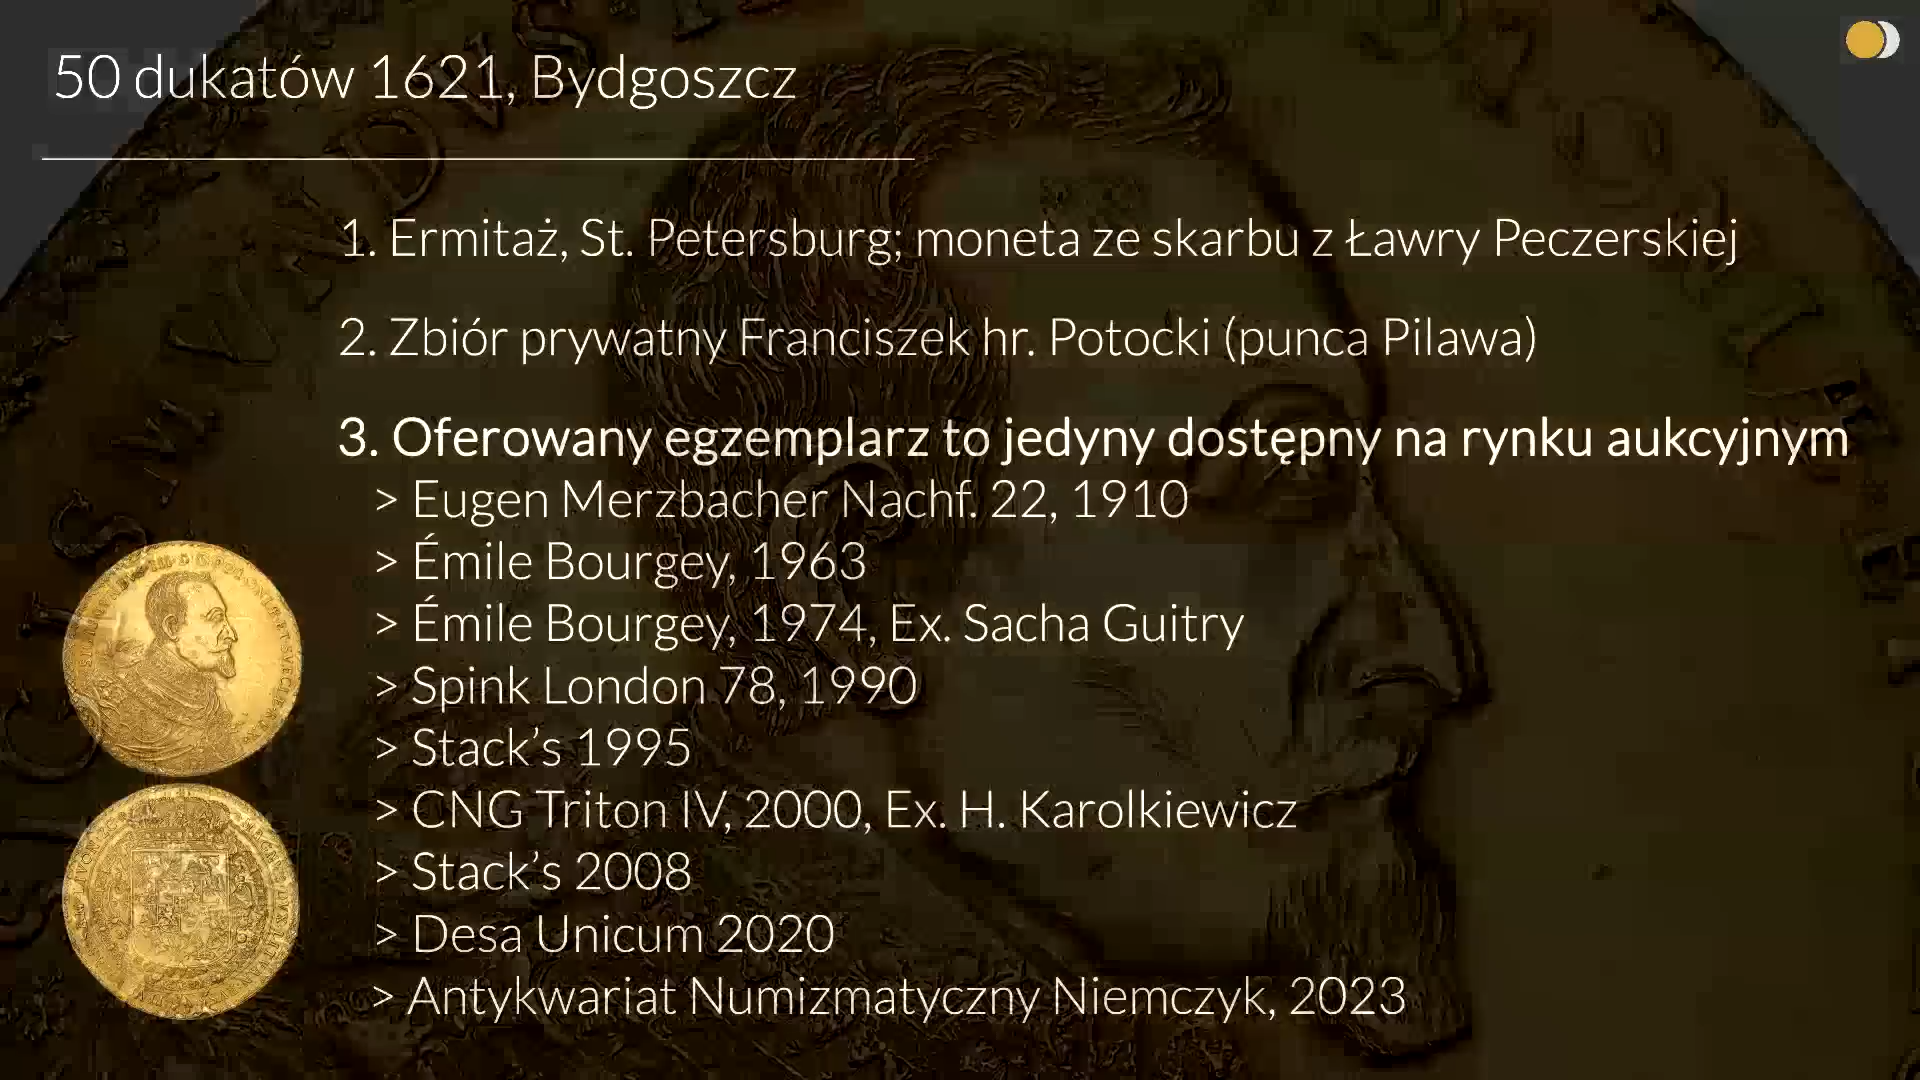 50 dukatów 1621, Bydgoszcz
1. Ermitaż, St. Petersburg; moneta ze skarbu z Ławry Peczerskiej
2. Zbiór prywatny Franciszek hr. Potocki (punca Pilawa)
3. Oferowany egzemplarz to jedyny dostępny na rynku aukcyjnym
> Eugen Merzbacher Nachf. 22, 1910
> Émile Bourgey, 1963
> Émile Bourgey, 1974, Ex. Sacha Guitry
> Spink London 78, 1990
> Stack's 1995
> CNG Triton IV, 2000, Ex. H. Karolkiewicz
> Stack's 2008
> Desa Unicum 2020
> Antykwariat Numizmatyczny Niemczyk, 2023